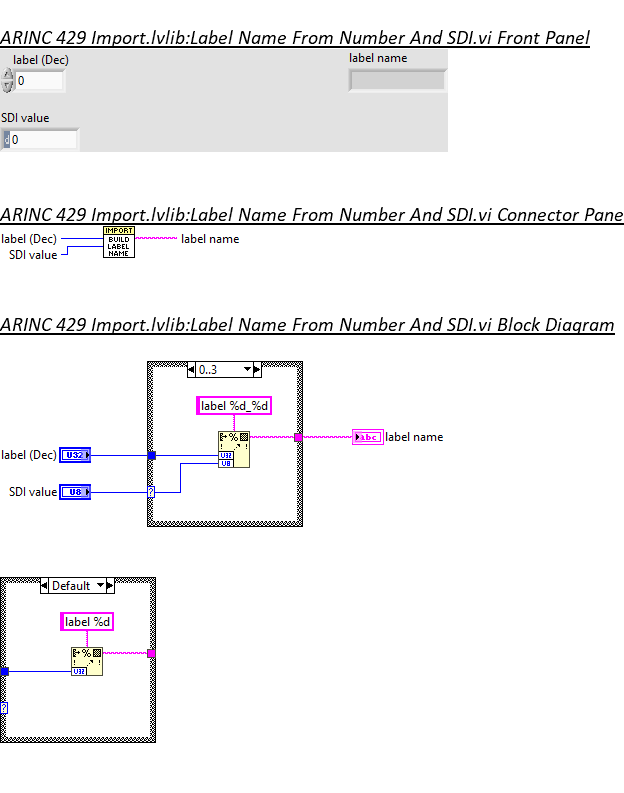 ARINC 429 Import.lvlib:Label Name From Number And SDI.vi Front Panel
label (Dec)
label name
0
SDI value
d 0
ARINC 429 Import.lvlib:Label Name From Number And SDI.vi Connector Pane
label (Dec)
SDI value
IMPORT
BUILD
LABEL
NAME
label name
ARINC 429 Import.lvlib:Label Name From Number And SDI.vi Block Diagram
0..3
label %d_%d
%
U32
U8
label (Dec)
U32
abc
label name
SDI value
U8
?
Default
label %d
%
U32
?